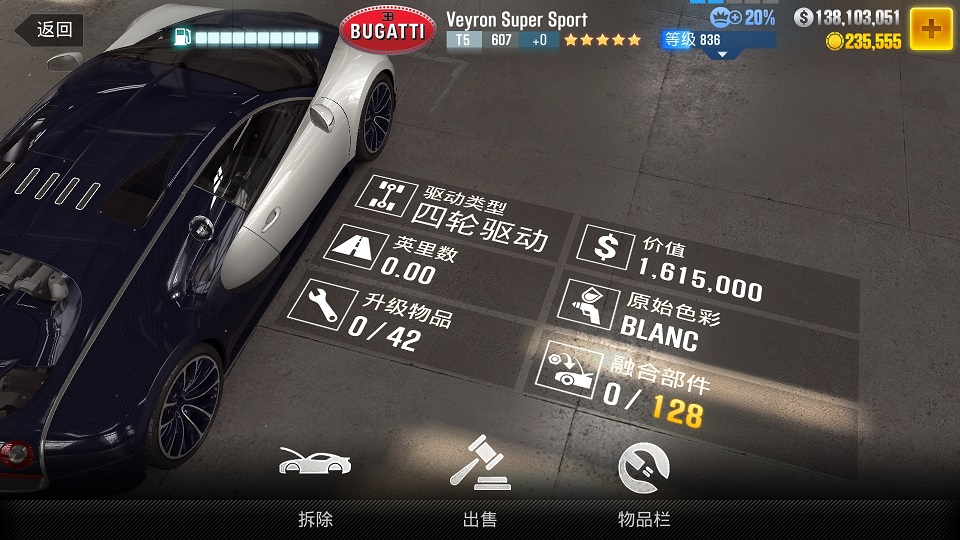 返回
BUGATTI
Veyron Super Sport
T5 607 +0
20%
等级 836
138,103,051
235,555
驱动类型
四轮驱动
英里数
0.00
升级物品
0/42
价值
1,615,000
原始色彩
BLANC
融合部件
0/128
拆除
出售
物品栏